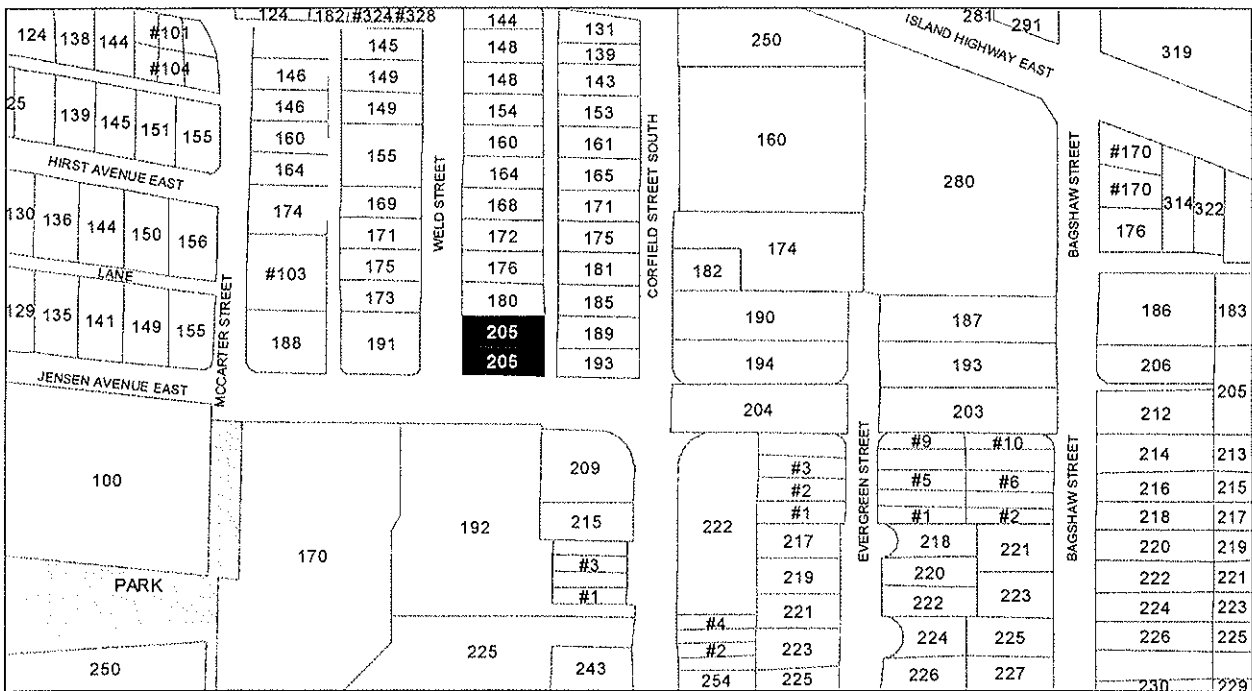 124 182 #324 #328 144 281 291
124 138 144 #101 131 250 ISLAND HIGHWAY EAST 319
145 148 139
#104 146 149 148 143
139 145 151 155 146 149 154 153
160 160 161 160 #170
HIRST AVENUE EAST 155
164 164 165 280 #170
130 136 144 150 156 174 169 168 171 314 322
171 172 175 174 176
WELD STREET
CORFIELD STREET SOUTH
BAGSHAW STREET
LANE #103 175 176 181 182
173 180 185
129 135 141 149 155 190 187 186 183
188 191 205 189
205 193 194 193 206
JENSEN AVENUE EAST
MCCARTER STREET
204 203 212 205
#9 #10
100 209 #3 214 213
#5 #6
#2 216 215
192 215 222 #1 #1 #2 218 217
EVERGREEN STREET
BAGSHAW STREET
170 217 218 221 220 219
#3 219 220 222 221
PARK #1 222 223
221 224 223
#4
225 #2 223 224 225 226 225
250 243 254 225 226 227 230 229